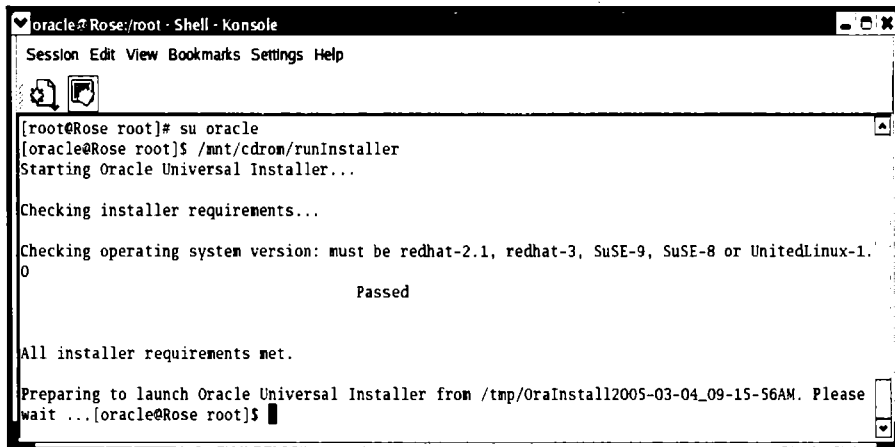 oracle@Rose:/root - Shell - Konsole
Session Edit View Bookmarks Settings Help
[root@Rose root]# su oracle
[oracle@Rose root]$ /mnt/cdrom/runInstaller
Starting Oracle Universal Installer...
Checking installer requirements...
Checking operating system version: must be redhat-2.1, redhat-3, SuSE-9, SuSE-8 or UnitedLinux-1.
0
Passed
All installer requirements met.
Preparing to launch Oracle Universal Installer from /tmp/OraInstall2005-03-04_09-15-56AM. Please
wait ...[oracle@Rose root]$